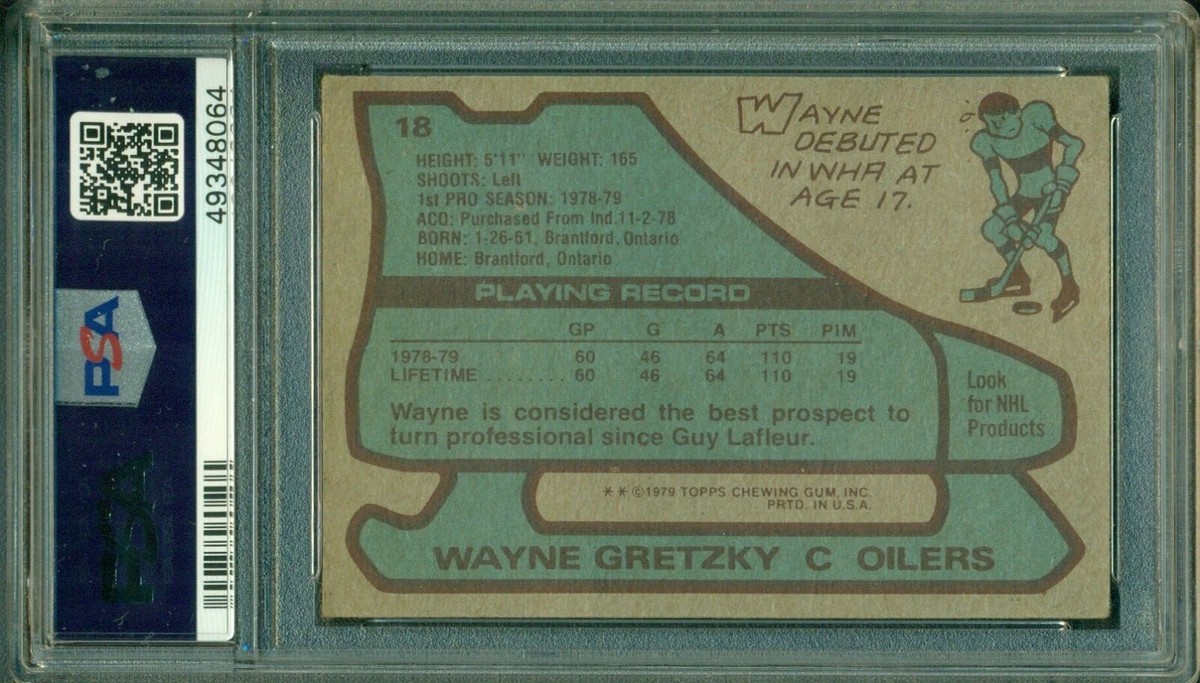 49348064
PSA
PSA
18
HEIGHT: 5'11" WEIGHT: 165
SHOOTS: Left
1st PRO SEASON: 1978-79
ACQ: Purchased From Ind.11-2-78
BORN: 1-26-61, Brantford, Ontario
HOME: Brantford, Ontario
WAYNE
DEBUTED
IN WHA AT
AGE 17.
PLAYING RECORD
GP G A PTS PIM
1978-79 60 46 64 110 19
LIFETIME ........ 60 46 64 110 19
Wayne is considered the best prospect to
turn professional since Guy Lafleur.
Look
for NHL
Products
* * ©1979 TOPPS CHEWING GUM, INC.
PRTD. IN U.S.A.
WAYNE GRETZKY C OILERS